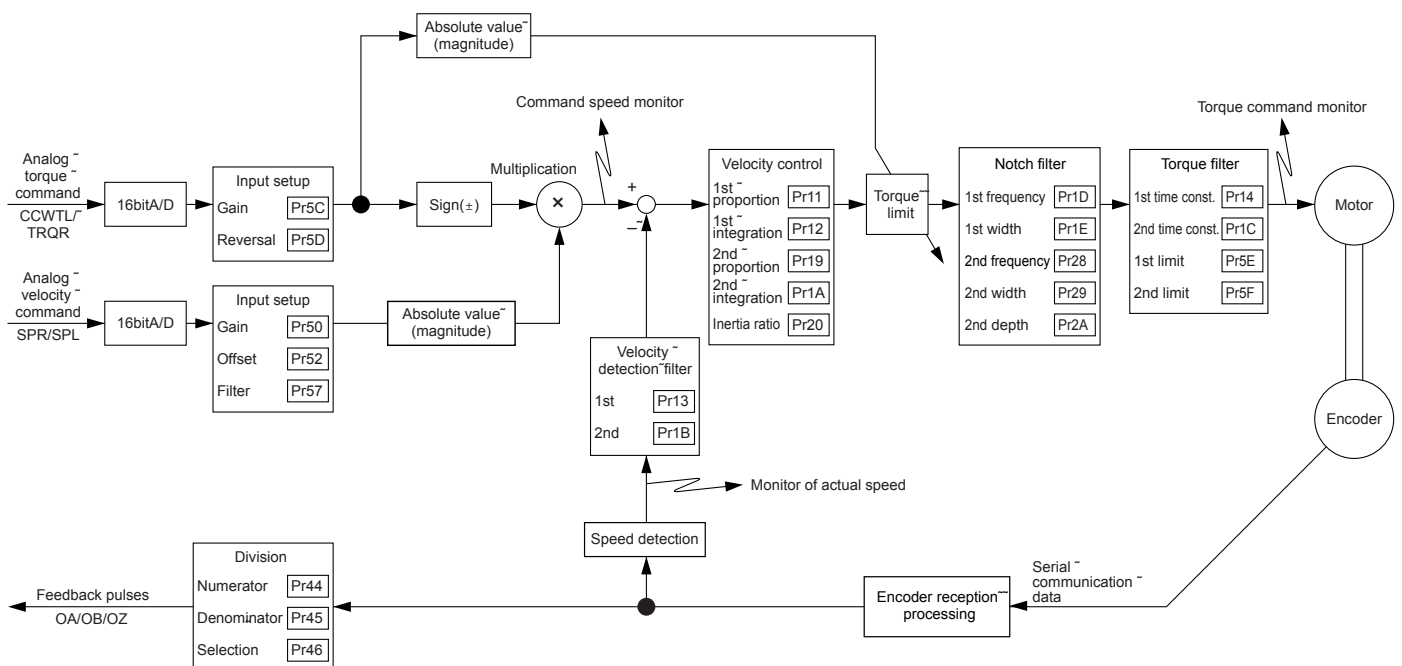 Absolute value˜
(magnitude)
Command speed monitor
Torque command monitor
Analog ˜
torque ˜
command
CCWTL/˜
TRQR
16bitA/D
Input setup
Gain Pr5C
Reversal Pr5D
Sign(±)
Multiplication
×
+
−˜
Velocity control
1st ˜
proportion Pr11
1st ˜
integration Pr12
2nd ˜
proportion Pr19
2nd ˜
integration Pr1A
Inertia ratio Pr20
Torque˜˜
limit
Notch filter
1st frequency Pr1D
1st width Pr1E
2nd frequency Pr28
2nd width Pr29
2nd depth Pr2A
Torque filter
1st time const. Pr14
2nd time const. Pr1C
1st limit Pr5E
2nd limit Pr5F
Motor
Analog ˜
velocity ˜
command
SPR/SPL
16bitA/D
Input setup
Gain Pr50
Offset Pr52
Filter Pr57
Absolute value˜
(magnitude)
Velocity ˜
detection˜filter
1st Pr13
2nd Pr1B
Encoder
Monitor of actual speed
Speed detection
Feedback pulses
OA/OB/OZ
Division
Numerator Pr44
Denominator Pr45
Selection Pr46
Encoder reception˜˜
processing
Serial ˜
communication ˜
data